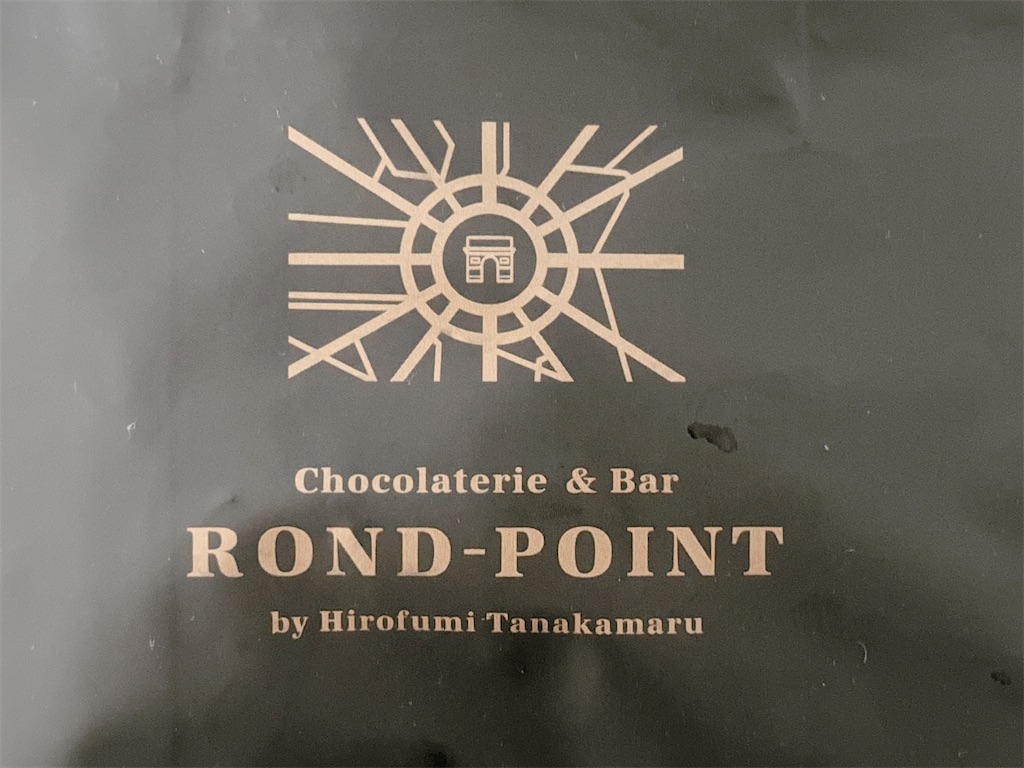 Chocolaterie & Bar
ROND-POINT
by Hirofumi Tanakamaru